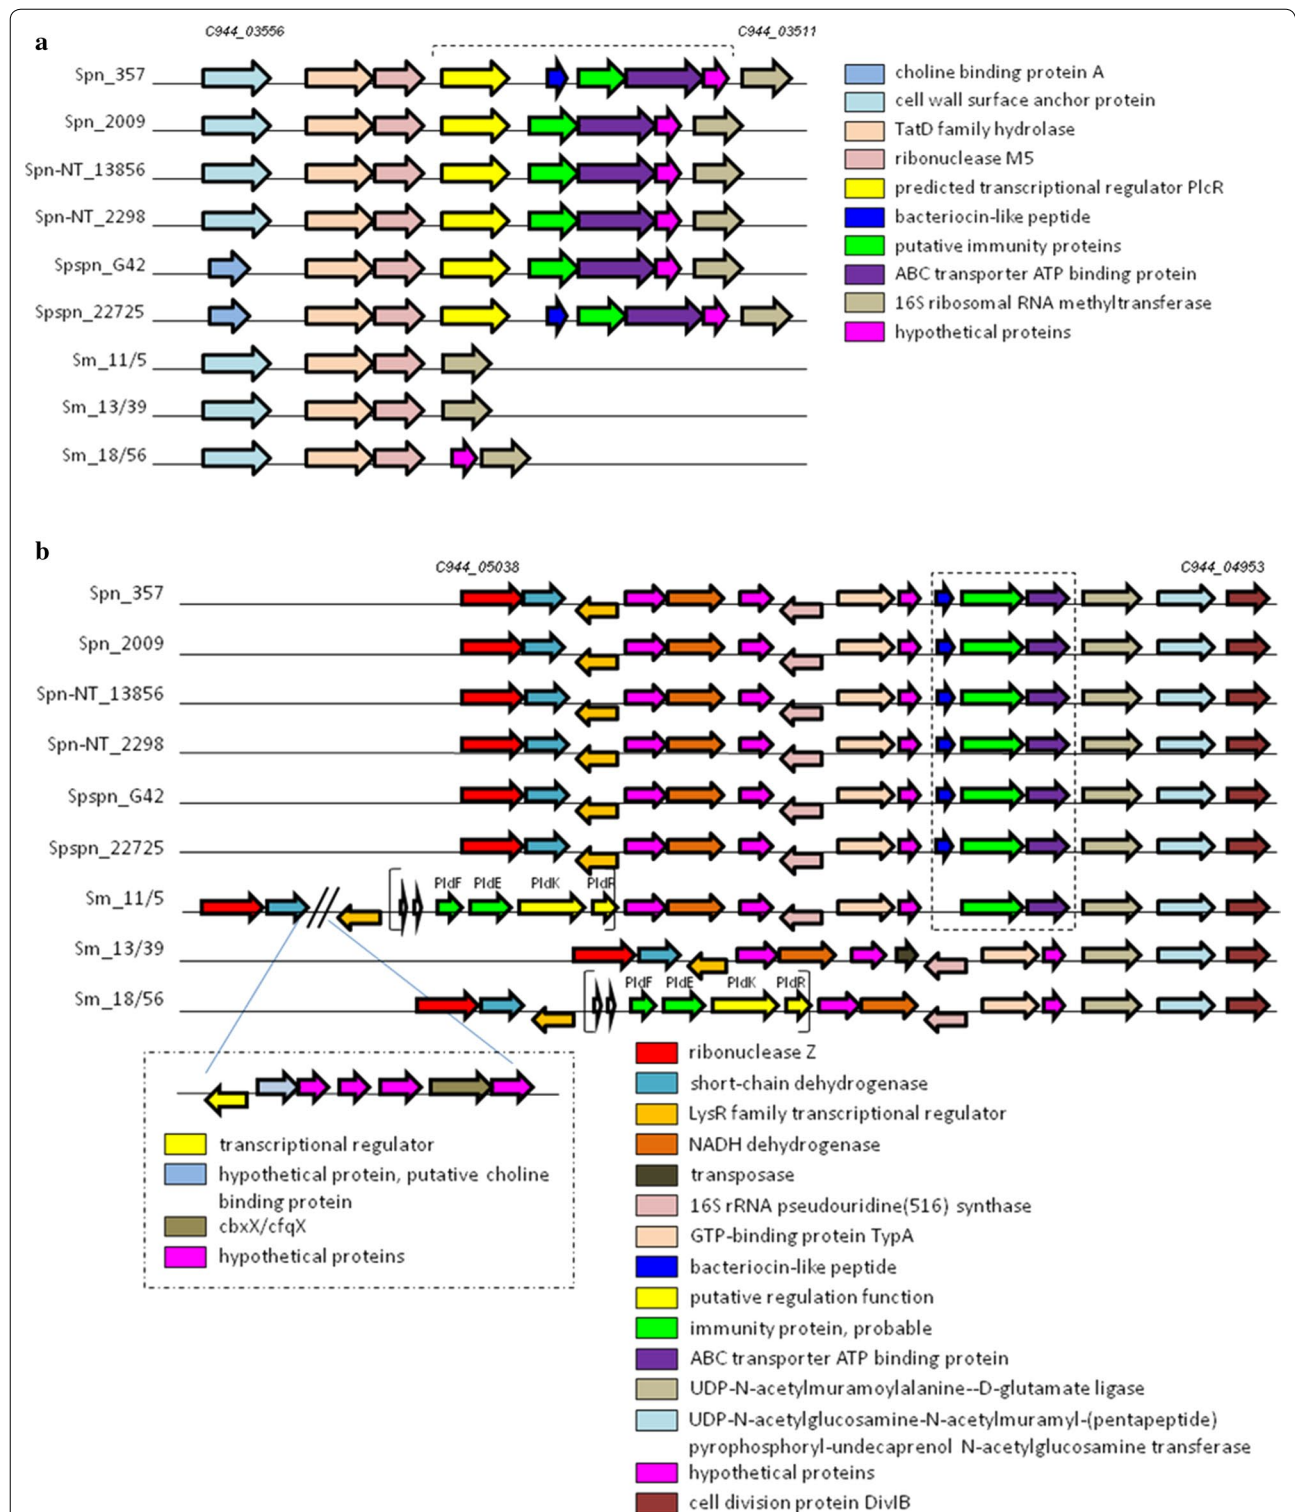 a
C944_03556
C944_03511
Spn_357
Spn_2009
Spn-NT_13856
Spn-NT_2298
Spspn_G42
Spspn_22725
Sm_11/5
Sm_13/39
Sm_18/56
choline binding protein A
cell wall surface anchor protein
TatD family hydrolase
ribonuclease M5
predicted transcriptional regulator PlcR
bacteriocin-like peptide
putative immunity proteins
ABC transporter ATP binding protein
16S ribosomal RNA methyltransferase
hypothetical proteins
b
C944_05038
C944_04953
Spn_357
Spn_2009
Spn-NT_13856
Spn-NT_2298
Spspn_G42
Spspn_22725
Sm_11/5
PldF PldE PldK PldR
Sm_13/39
Sm_18/56
PldF PldE PldK PldR
transcriptional regulator
hypothetical protein, putative choline
binding protein
cbxX/cfqX
hypothetical proteins
ribonuclease Z
short-chain dehydrogenase
LysR family transcriptional regulator
NADH dehydrogenase
transposase
16S rRNA pseudouridine(516) synthase
GTP-binding protein TypA
bacteriocin-like peptide
putative regulation function
immunity protein, probable
ABC transporter ATP binding protein
UDP-N-acetylmuramoylalanine--D-glutamate ligase
UDP-N-acetylglucosamine-N-acetylmuramyl-(pentapeptide)
pyrophosphoryl-undecaprenol N-acetylglucosamine transferase
hypothetical proteins
cell division protein DivIB